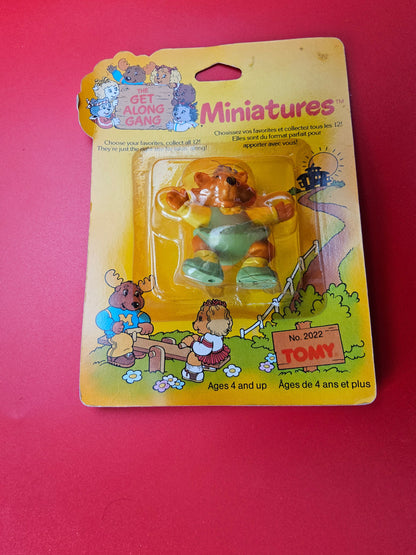 THE
GET
ALONG
GANG
Miniatures™
Choose your favorites, collect all 12!
They're just the
Choisissez vos favorites et collectez tous les 12!
Elles sont du format parfait pour
apporter avec vous!
M
No. 2022
TOMY
Ages 4 and up
Âges de 4 ans et plus